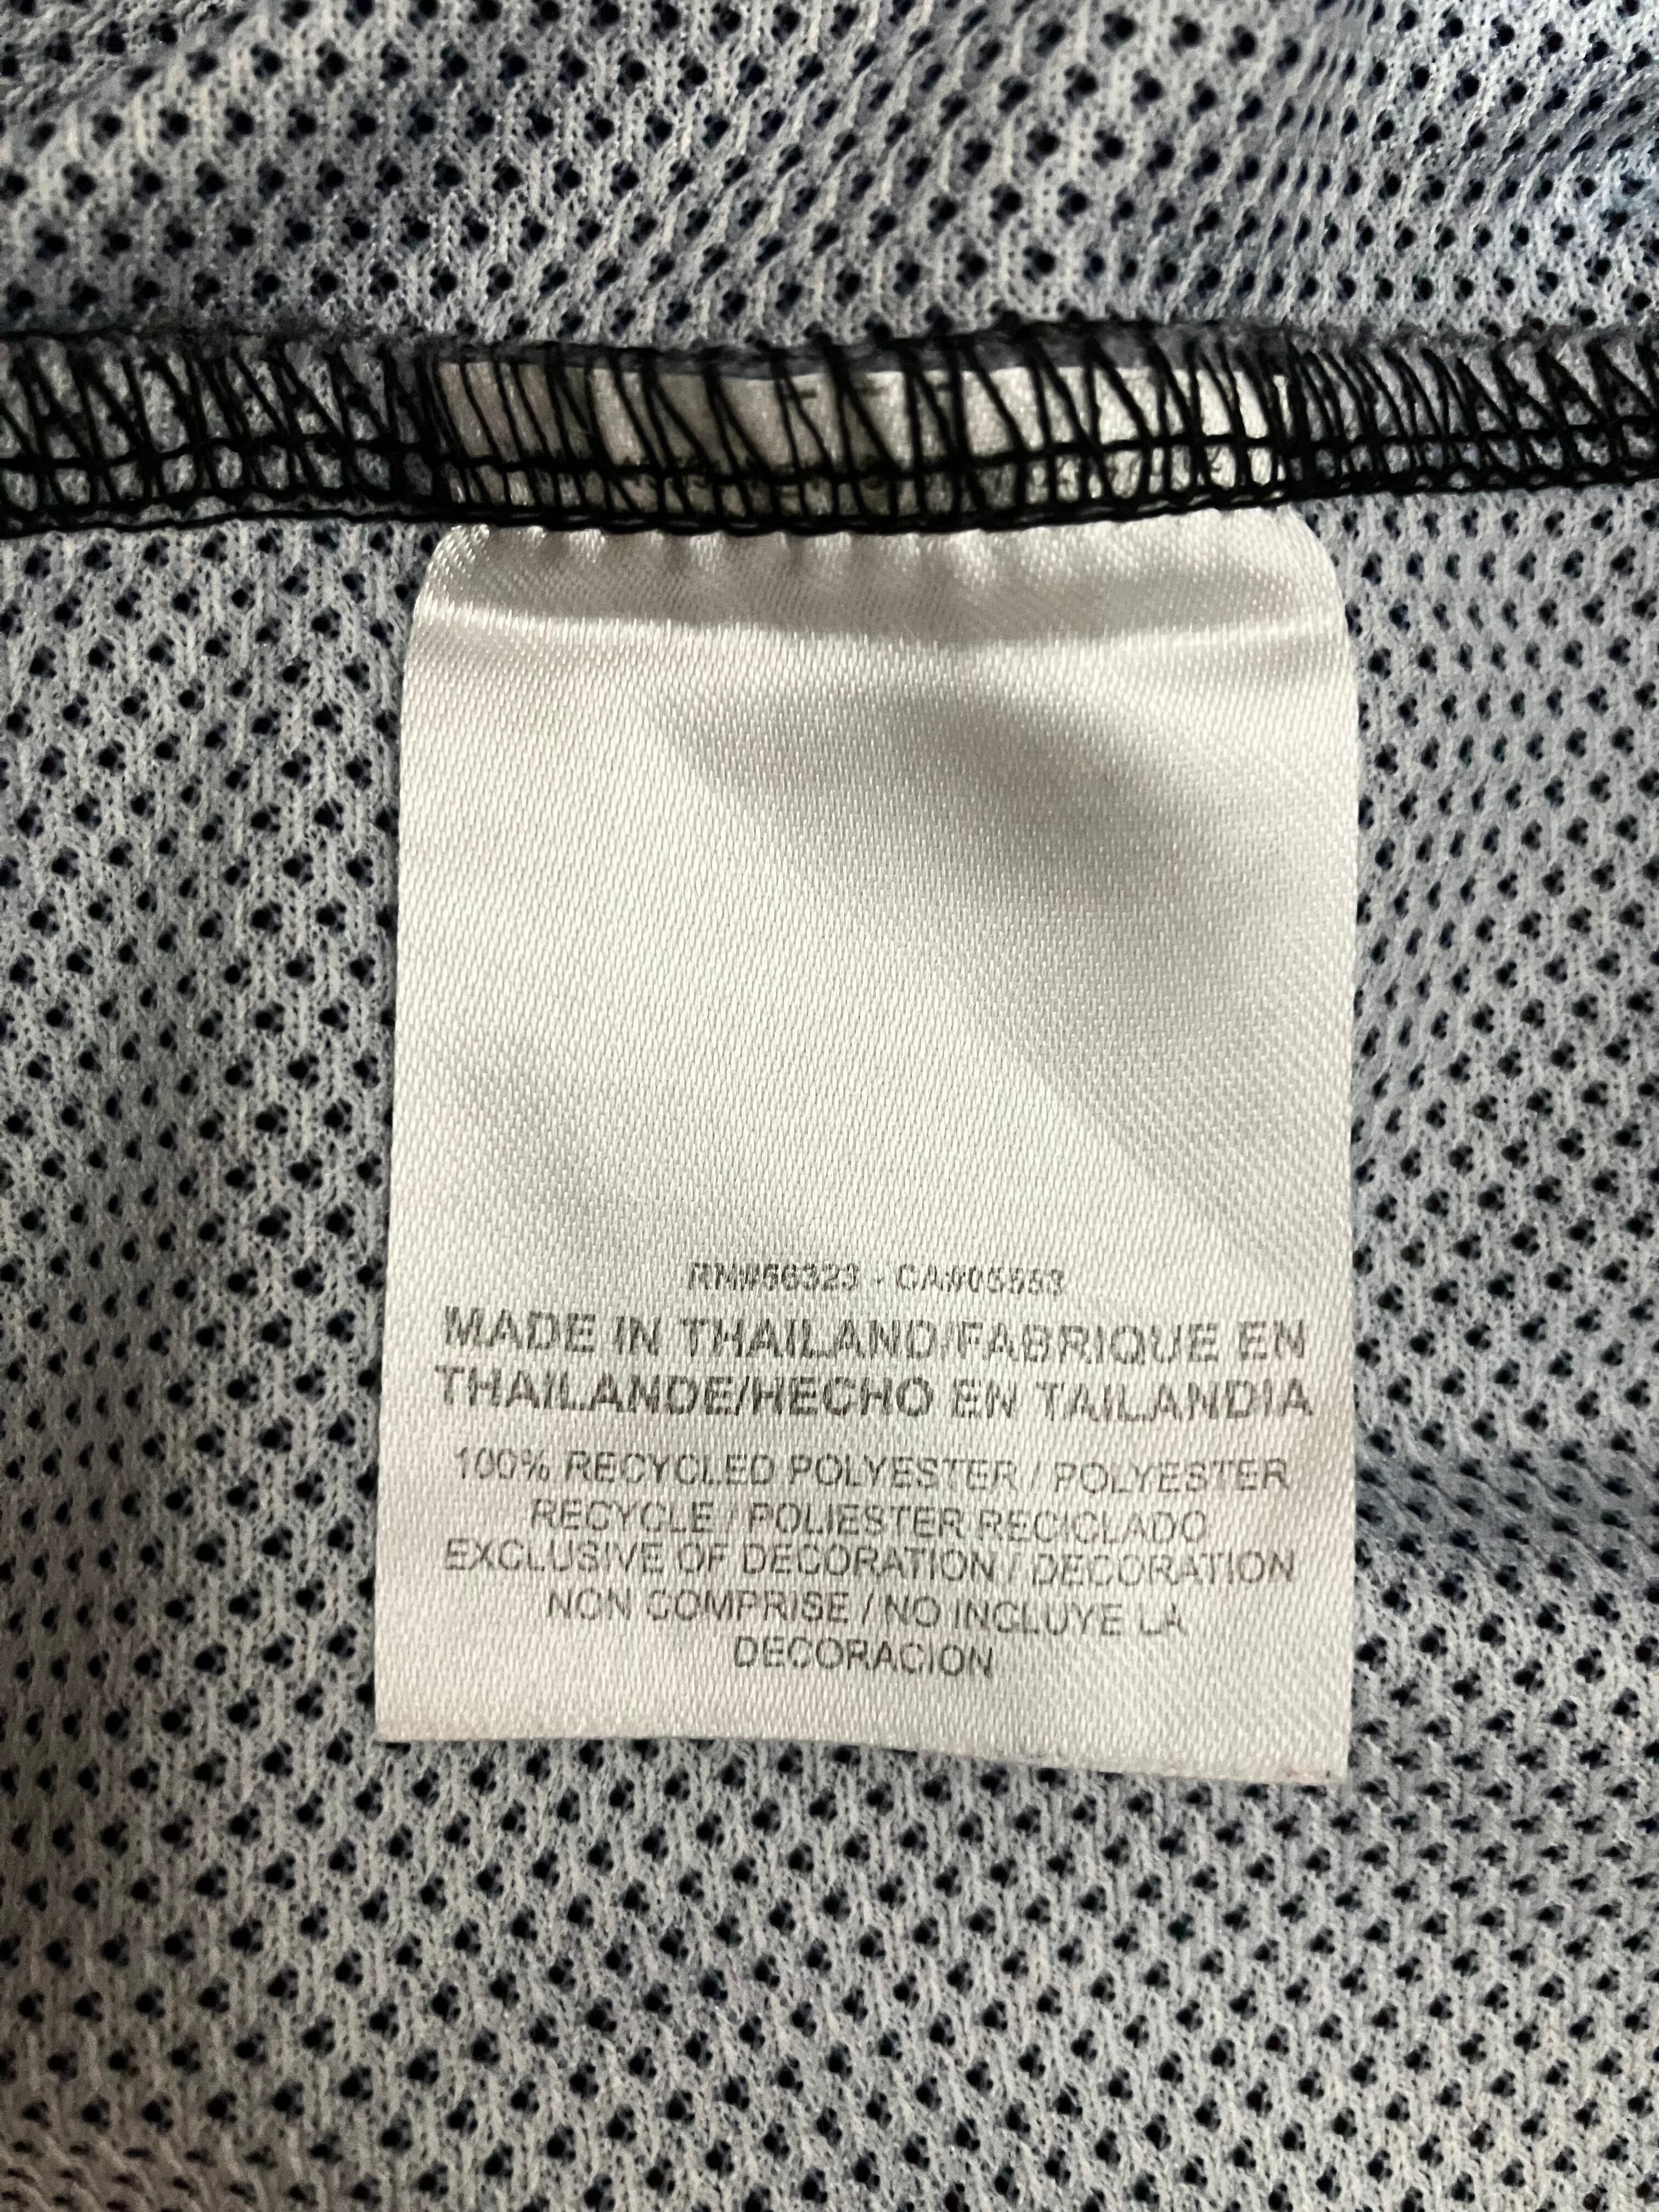 RN#56323 - CA#05553
MADE IN THAILAND/FABRIQUE EN
THAILANDE/HECHO EN TAILANDIA
100% RECYCLED POLYESTER / POLYESTER
RECYCLE / POLIESTER RECICLADO
EXCLUSIVE OF DECORATION / DECORATION
NON COMPRISE / NO INCLUYE LA
DECORACION